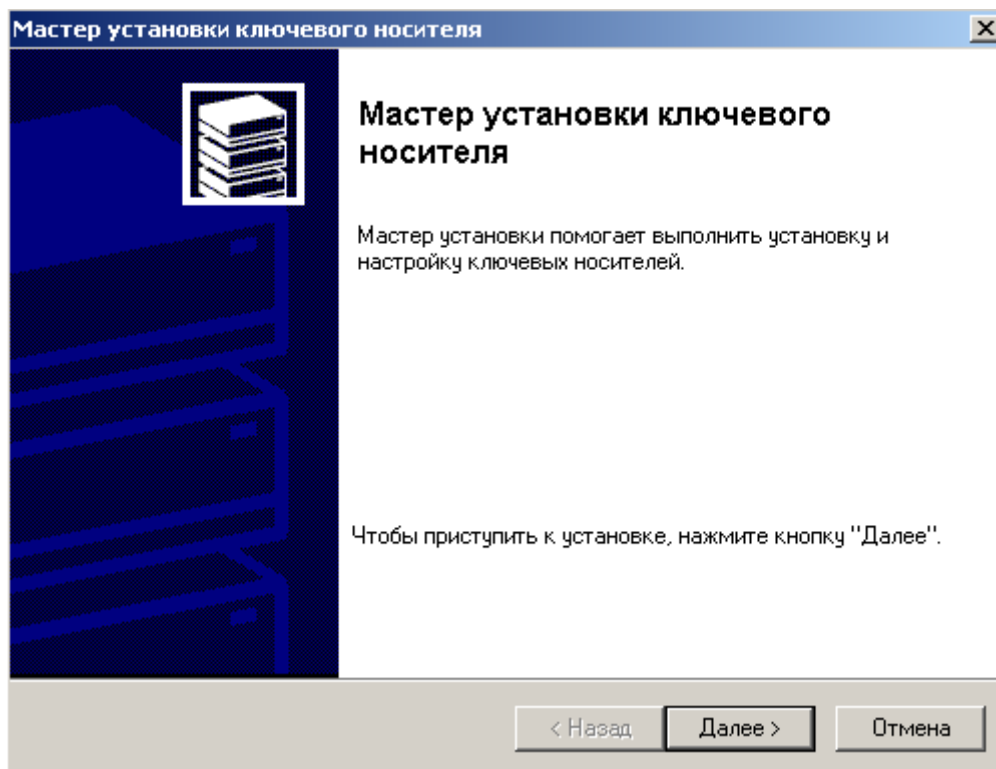 Мастер установки ключевого носителя
Мастер установки ключевого
носителя
Мастер установки помогает выполнить установку и
настройку ключевых носителей.
Чтобы приступить к установке, нажмите кнопку "Далее".
< Назад
Далее >
Отмена